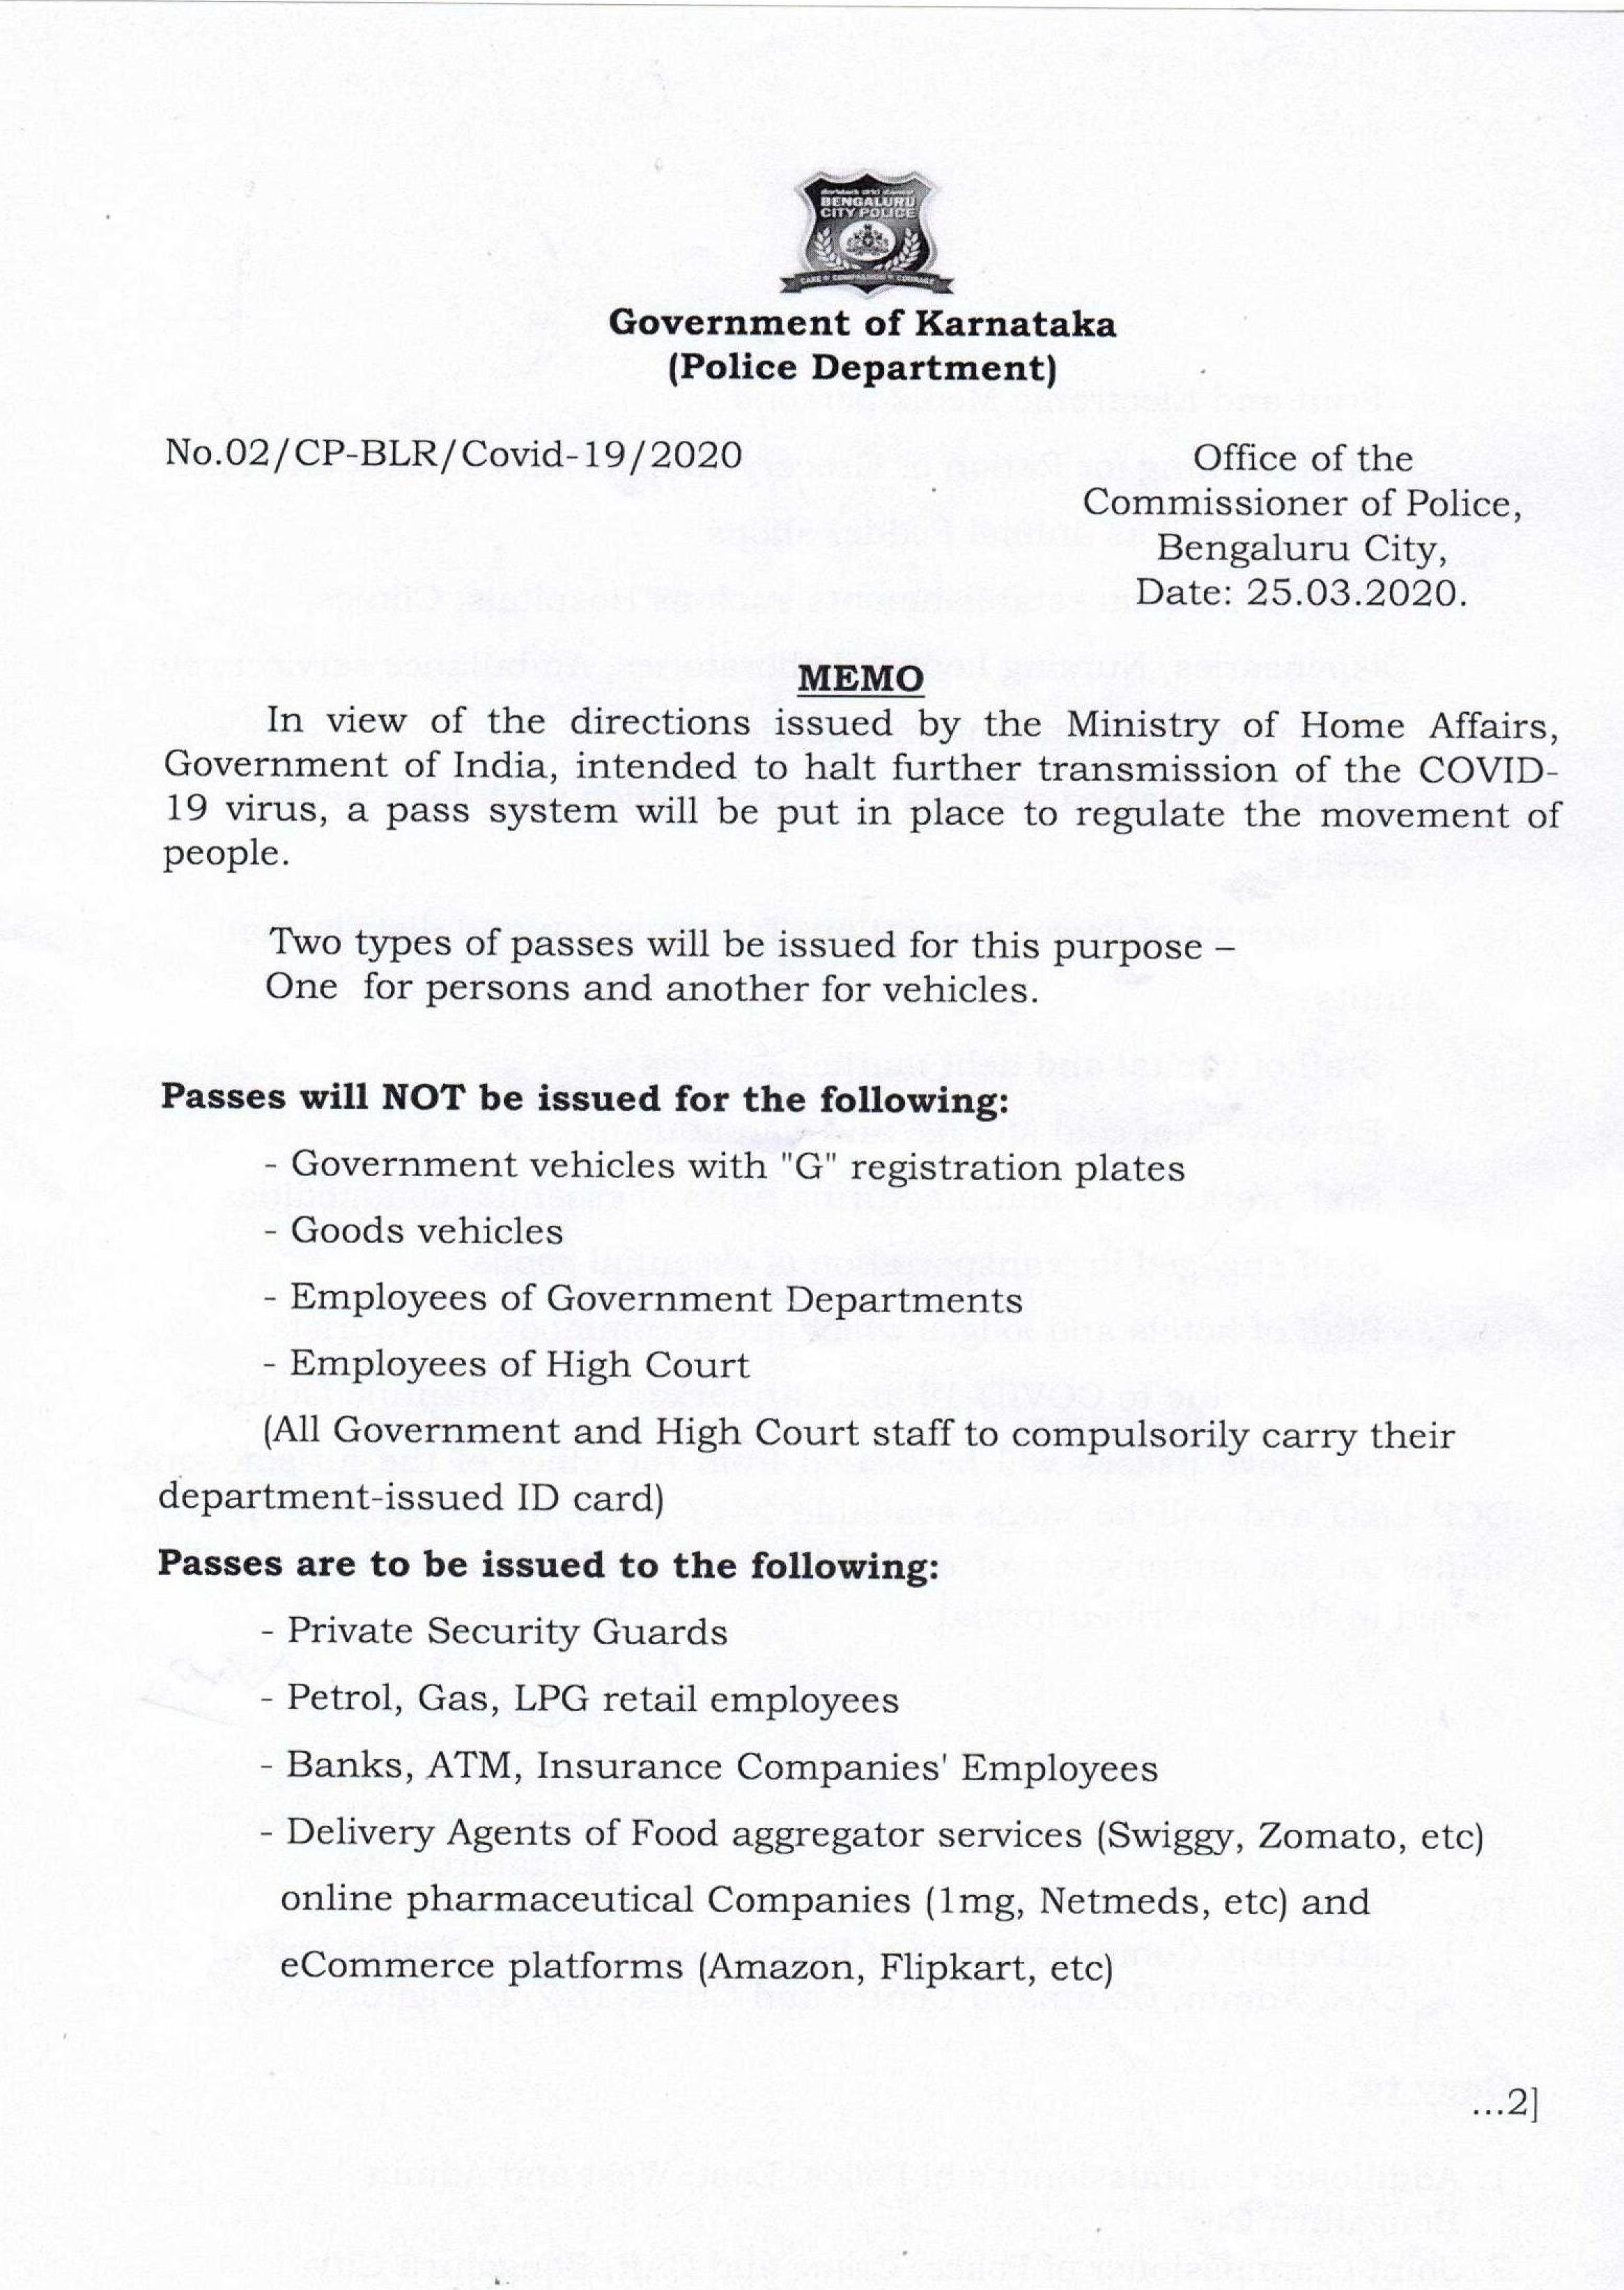 BENGALURU
CITY POLICE
CARE * COMPASSION * COURAGE
Government of Karnataka
(Police Department)
No.02/CP-BLR/Covid-19/2020
Office of the
Commissioner of Police,
Bengaluru City,
Date: 25.03.2020.
MEMO
In view of the directions issued by the Ministry of Home Affairs,
Government of India, intended to halt further transmission of the COVID-
19 virus, a pass system will be put in place to regulate the movement of
people.
Two types of passes will be issued for this purpose –
One for persons and another for vehicles.
Passes will NOT be issued for the following:
- Government vehicles with "G" registration plates
- Goods vehicles
- Employees of Government Departments
- Employees of High Court
(All Government and High Court staff to compulsorily carry their
department-issued ID card)
Passes are to be issued to the following:
- Private Security Guards
- Petrol, Gas, LPG retail employees
- Banks, ATM, Insurance Companies' Employees
- Delivery Agents of Food aggregator services (Swiggy, Zomato, etc)
online pharmaceutical Companies (1mg, Netmeds, etc) and
eCommerce platforms (Amazon, Flipkart, etc)
...2]